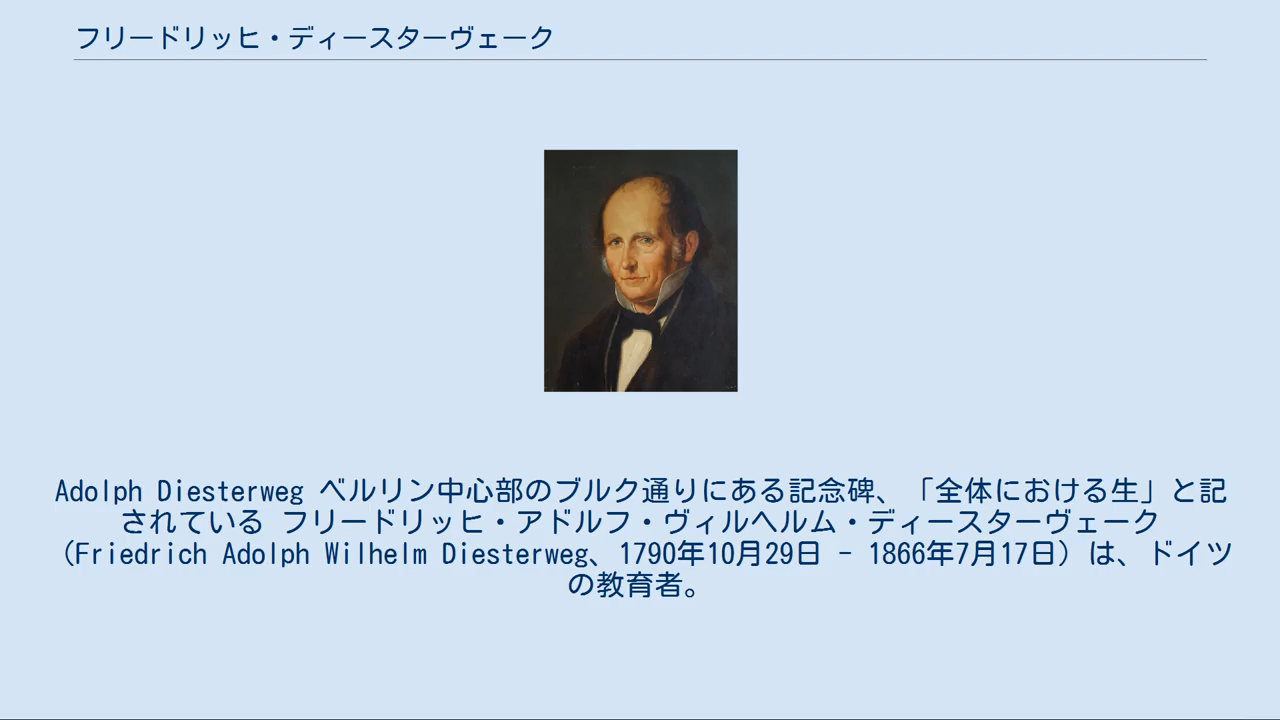 フリードリッヒ・ディースターヴェーク
Adolph Diesterweg ベルリン中心部のブルク通りにある記念碑、「全体における生」と記
されている フリードリッヒ・アドルフ・ヴィルヘルム・ディースターヴェーク
（Friedrich Adolph Wilhelm Diesterweg、1790年10月29日 - 1866年7月17日）は、ドイツ
の教育者。